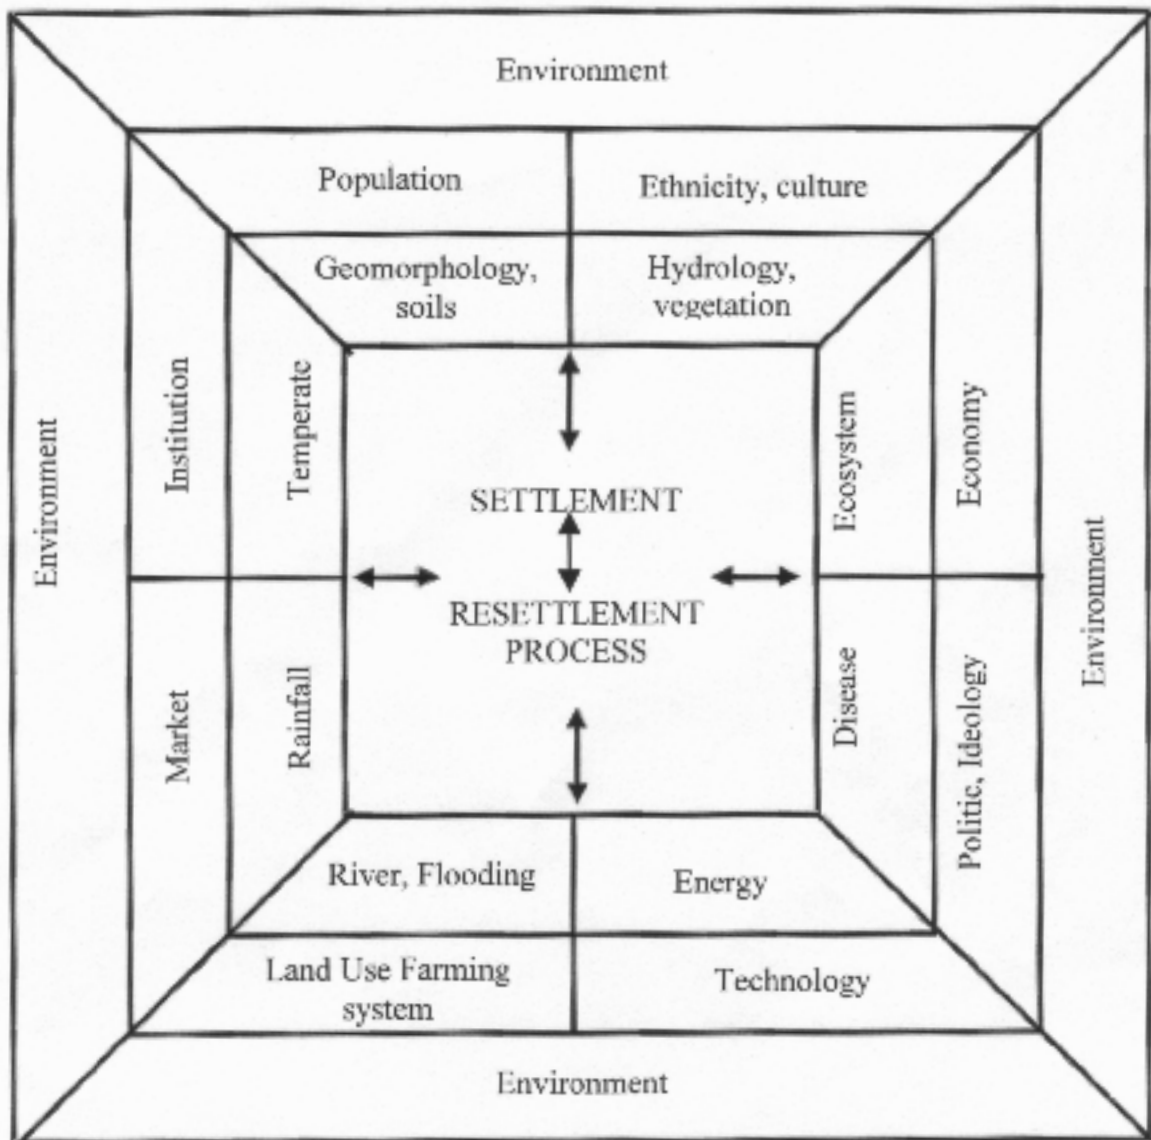 Environment
Population
Ethnicity, culture
Geomorphology,
soils
Hydrology,
vegetation
Environment
Institution
Temperate
Ecosystem
Economy
SETTLEMENT
Environment
RESETTLEMENT
PROCESS
Market
Rainfall
Disease
Politic, Ideology
River, Flooding
Energy
Land Use Farming
system
Technology
Environment